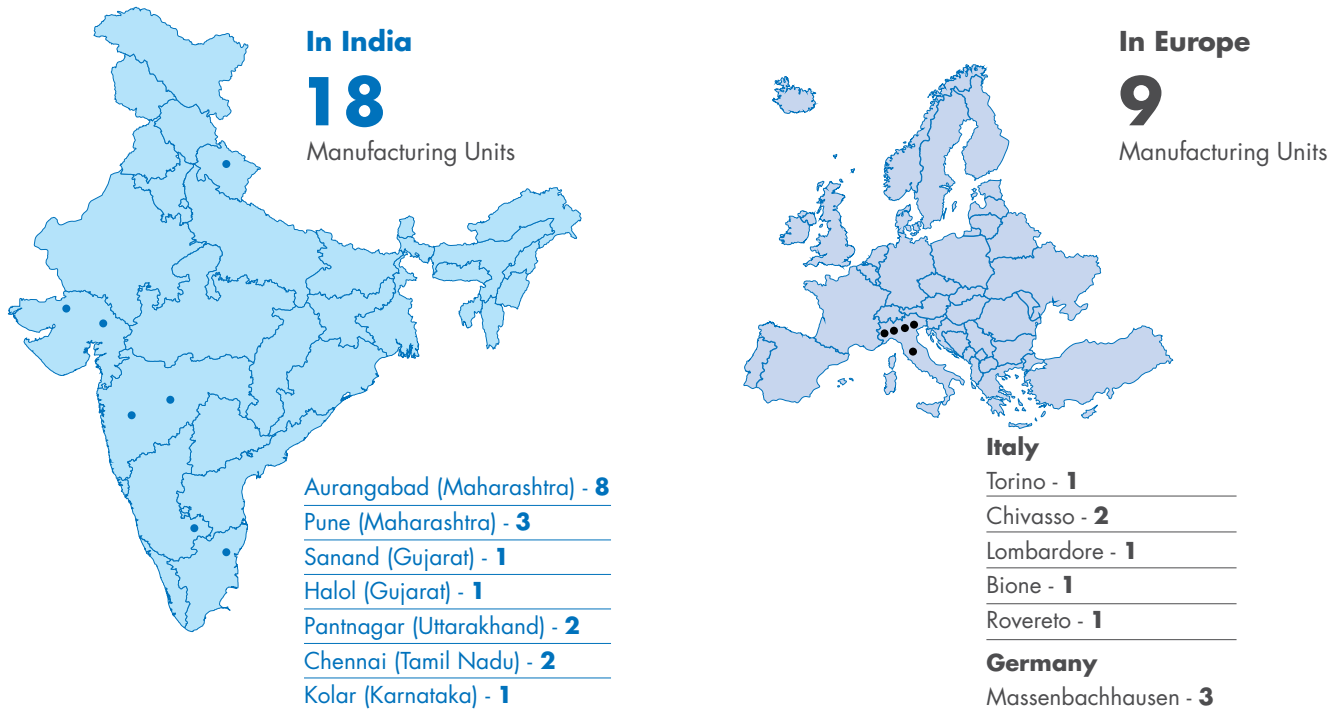 In India
18
Manufacturing Units
Aurangabad (Maharashtra) - 8
Pune (Maharashtra) - 3
Sanand (Gujarat) - 1
Halol (Gujarat) - 1
Pantnagar (Uttarakhand) - 2
Chennai (Tamil Nadu) - 2
Kolar (Karnataka) - 1
In Europe
9
Manufacturing Units
Italy
Torino - 1
Chivasso - 2
Lombardore - 1
Bione - 1
Rovereto - 1
Germany
Massenbachhausen - 3